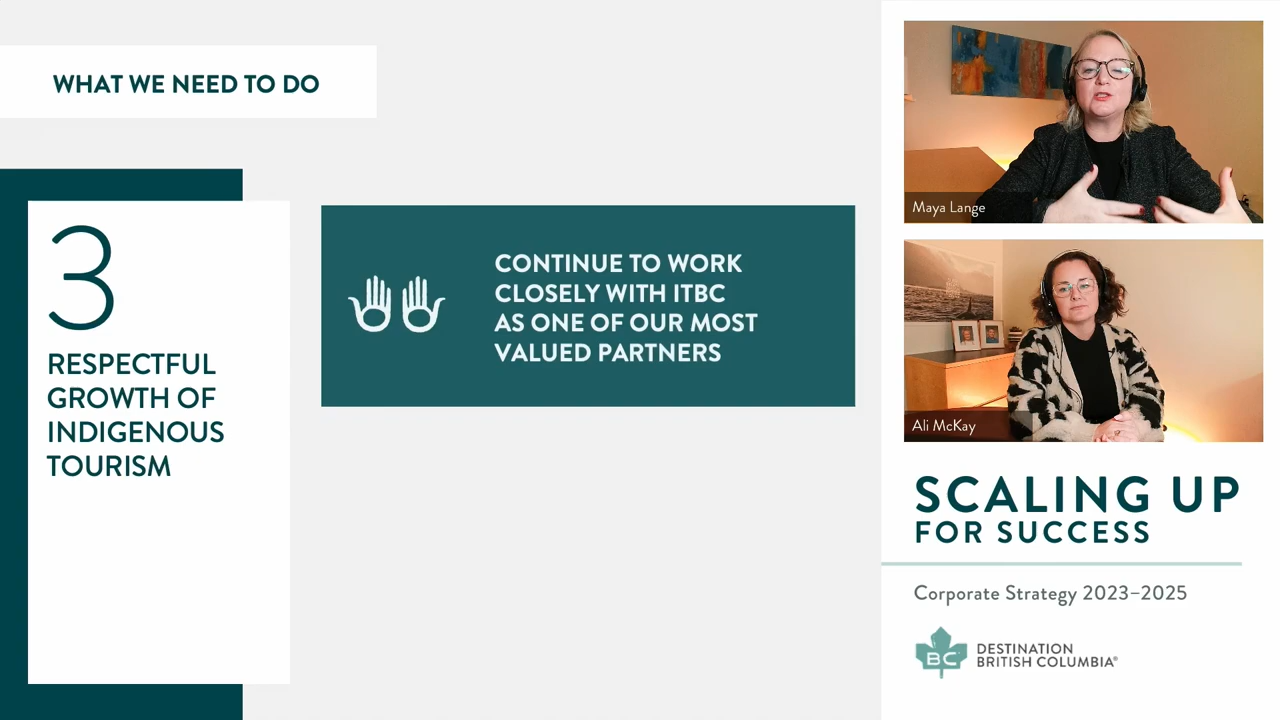 WHAT WE NEED TO DO
3
RESPECTFUL
GROWTH OF
INDIGENOUS
TOURISM
CONTINUE TO WORK
CLOSELY WITH ITBC
AS ONE OF OUR MOST
VALUED PARTNERS
Maya Lange
Ali McKay
SCALING UP
FOR SUCCESS
Corporate Strategy 2023–2025
BC
DESTINATION
BRITISH COLUMBIA®